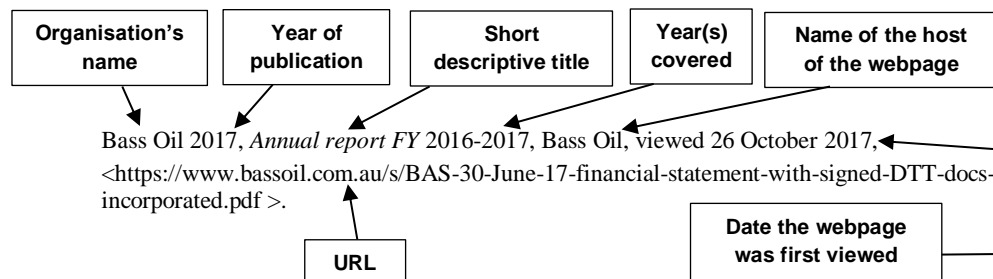 Organisation's
name
Year of
publication
Short
descriptive title
Year(s)
covered
Name of the host
of the webpage
Bass Oil 2017, Annual report FY 2016-2017, Bass Oil, viewed 26 October 2017,
<https://www.bassoil.com.au/s/BAS-30-June-17-financial-statement-with-signed-DTT-docs-
incorporated.pdf >.
URL
Date the webpage
was first viewed